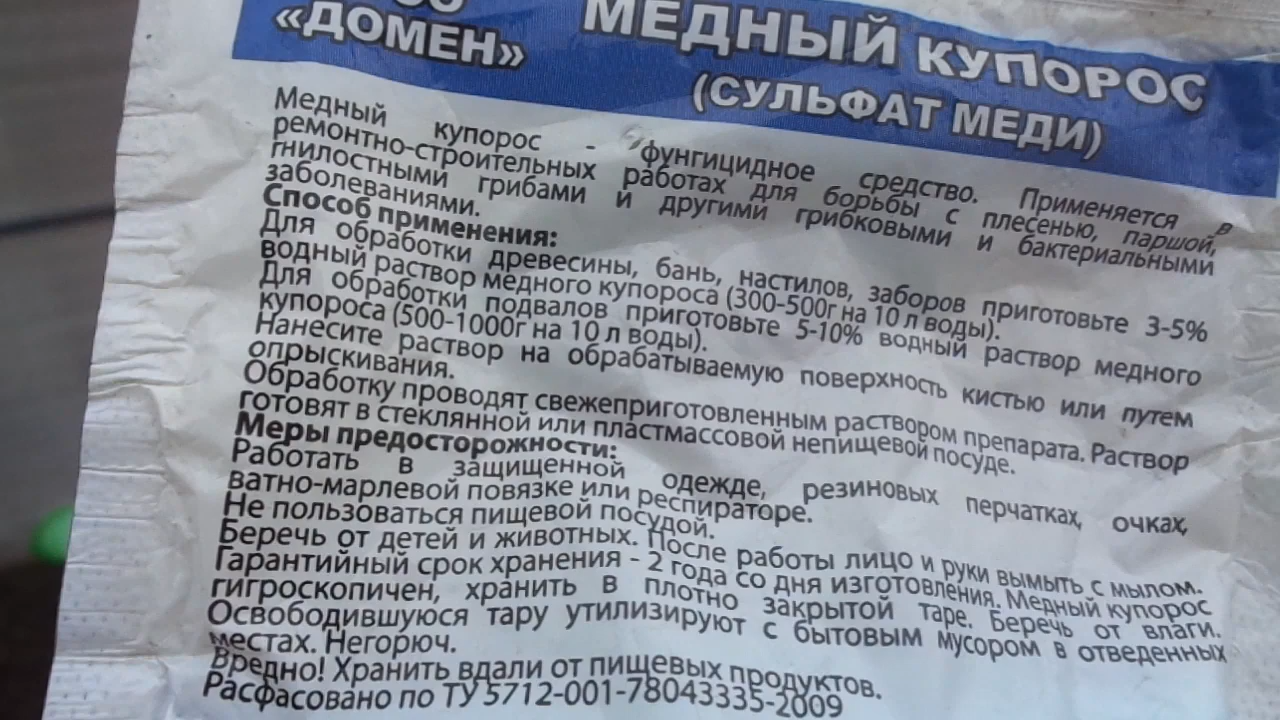 «ДОМЕН»
МЕДНЫЙ КУПОРОС
(СУЛЬФАТ МЕДИ)
Медный купорос - фунгицидное средство. Применяется в
ремонтно-строительных работах для борьбы с плесенью, паршой,
гнилостными грибами и другими грибковыми и бактериальными
заболеваниями.
Способ применения:
Для обработки древесины, бань, настилов, заборов приготовьте 3-5%
водный раствор медного купороса (300-500г на 10 л воды).
Для обработки подвалов приготовьте 5-10% водный раствор медного
купороса (500-1000г на 10 л воды).
Нанесите раствор на обрабатываемую поверхность кистью или путем
опрыскивания.
Обработку проводят свежеприготовленным раствором препарата. Раствор
готовят в стеклянной или пластмассовой непищевой посуде.
Меры предосторожности:
Работать в защищенной одежде, резиновых перчатках, очках,
ватно-марлевой повязке или респираторе.
Не пользоваться пищевой посудой.
Беречь от детей и животных. После работы лицо и руки вымыть с мылом.
Гарантийный срок хранения - 2 года со дня изготовления. Медный купорос
гигроскопичен, хранить в плотно закрытой таре. Беречь от влаги.
Освободившуюся тару утилизируют с бытовым мусором в отведенных
местах. Негорюч.
Вредно! Хранить вдали от пищевых продуктов.
Расфасовано по ТУ 5712-001-78043335-2009